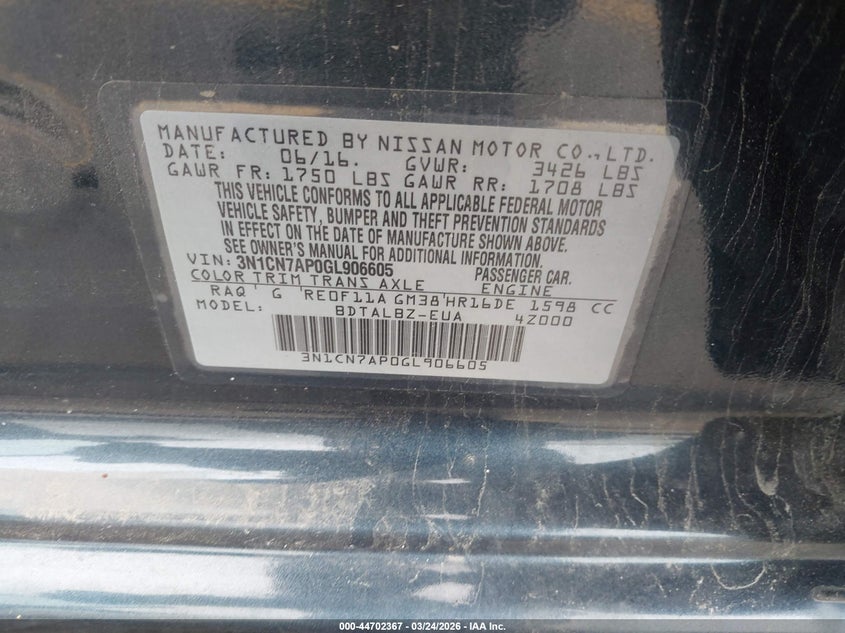 MANUFACTURED BY NISSAN MOTOR CO.,LTD.
DATE: 06/16. GVWR: 3426 LBS
GAWR FR: 1750 LBS GAWR RR: 1708 LBS
THIS VEHICLE CONFORMS TO ALL APPLICABLE FEDERAL MOTOR
VEHICLE SAFETY, BUMPER AND THEFT PREVENTION STANDARDS
IN EFFECT ON THE DATE OF MANUFACTURE SHOWN ABOVE.
SEE OWNER'S MANUAL FOR ADDITIONAL INFORMATION.
VIN: 3N1CN7AP0GL906605 PASSENGER CAR.
COLOR TRIM TRANS AXLE ENGINE
RAQ ' G RE0F11A GM38'HR16DE 1598 CC
MODEL: BDTALBZ-EUA 4Z000
3N1CN7AP0GL906605
000-44702367 - 03/24/2026 - IAA Inc.